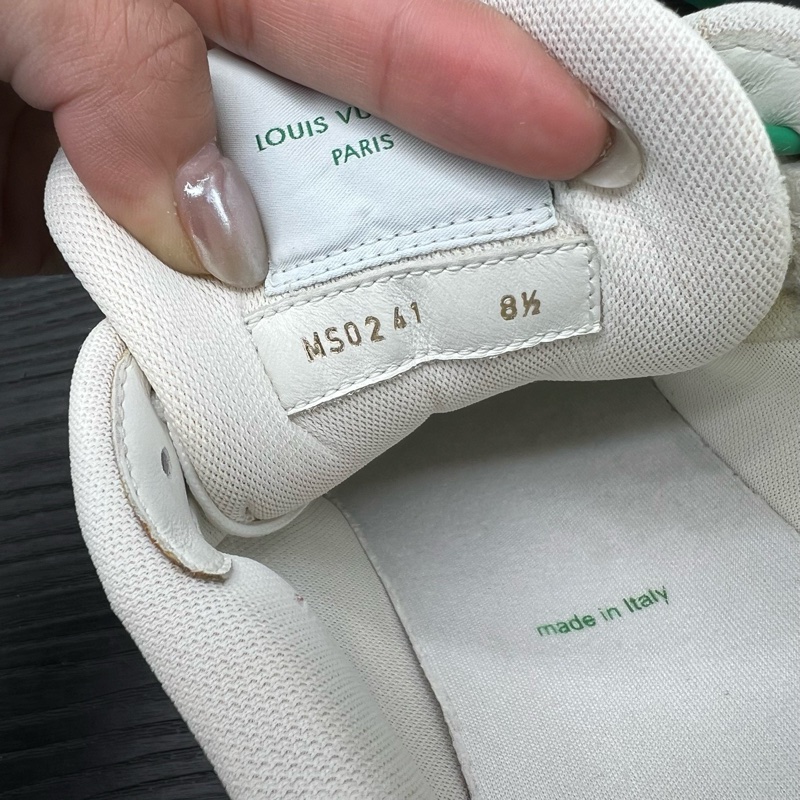 LOUIS VU
PARIS
MS0241 8½
made in Italy